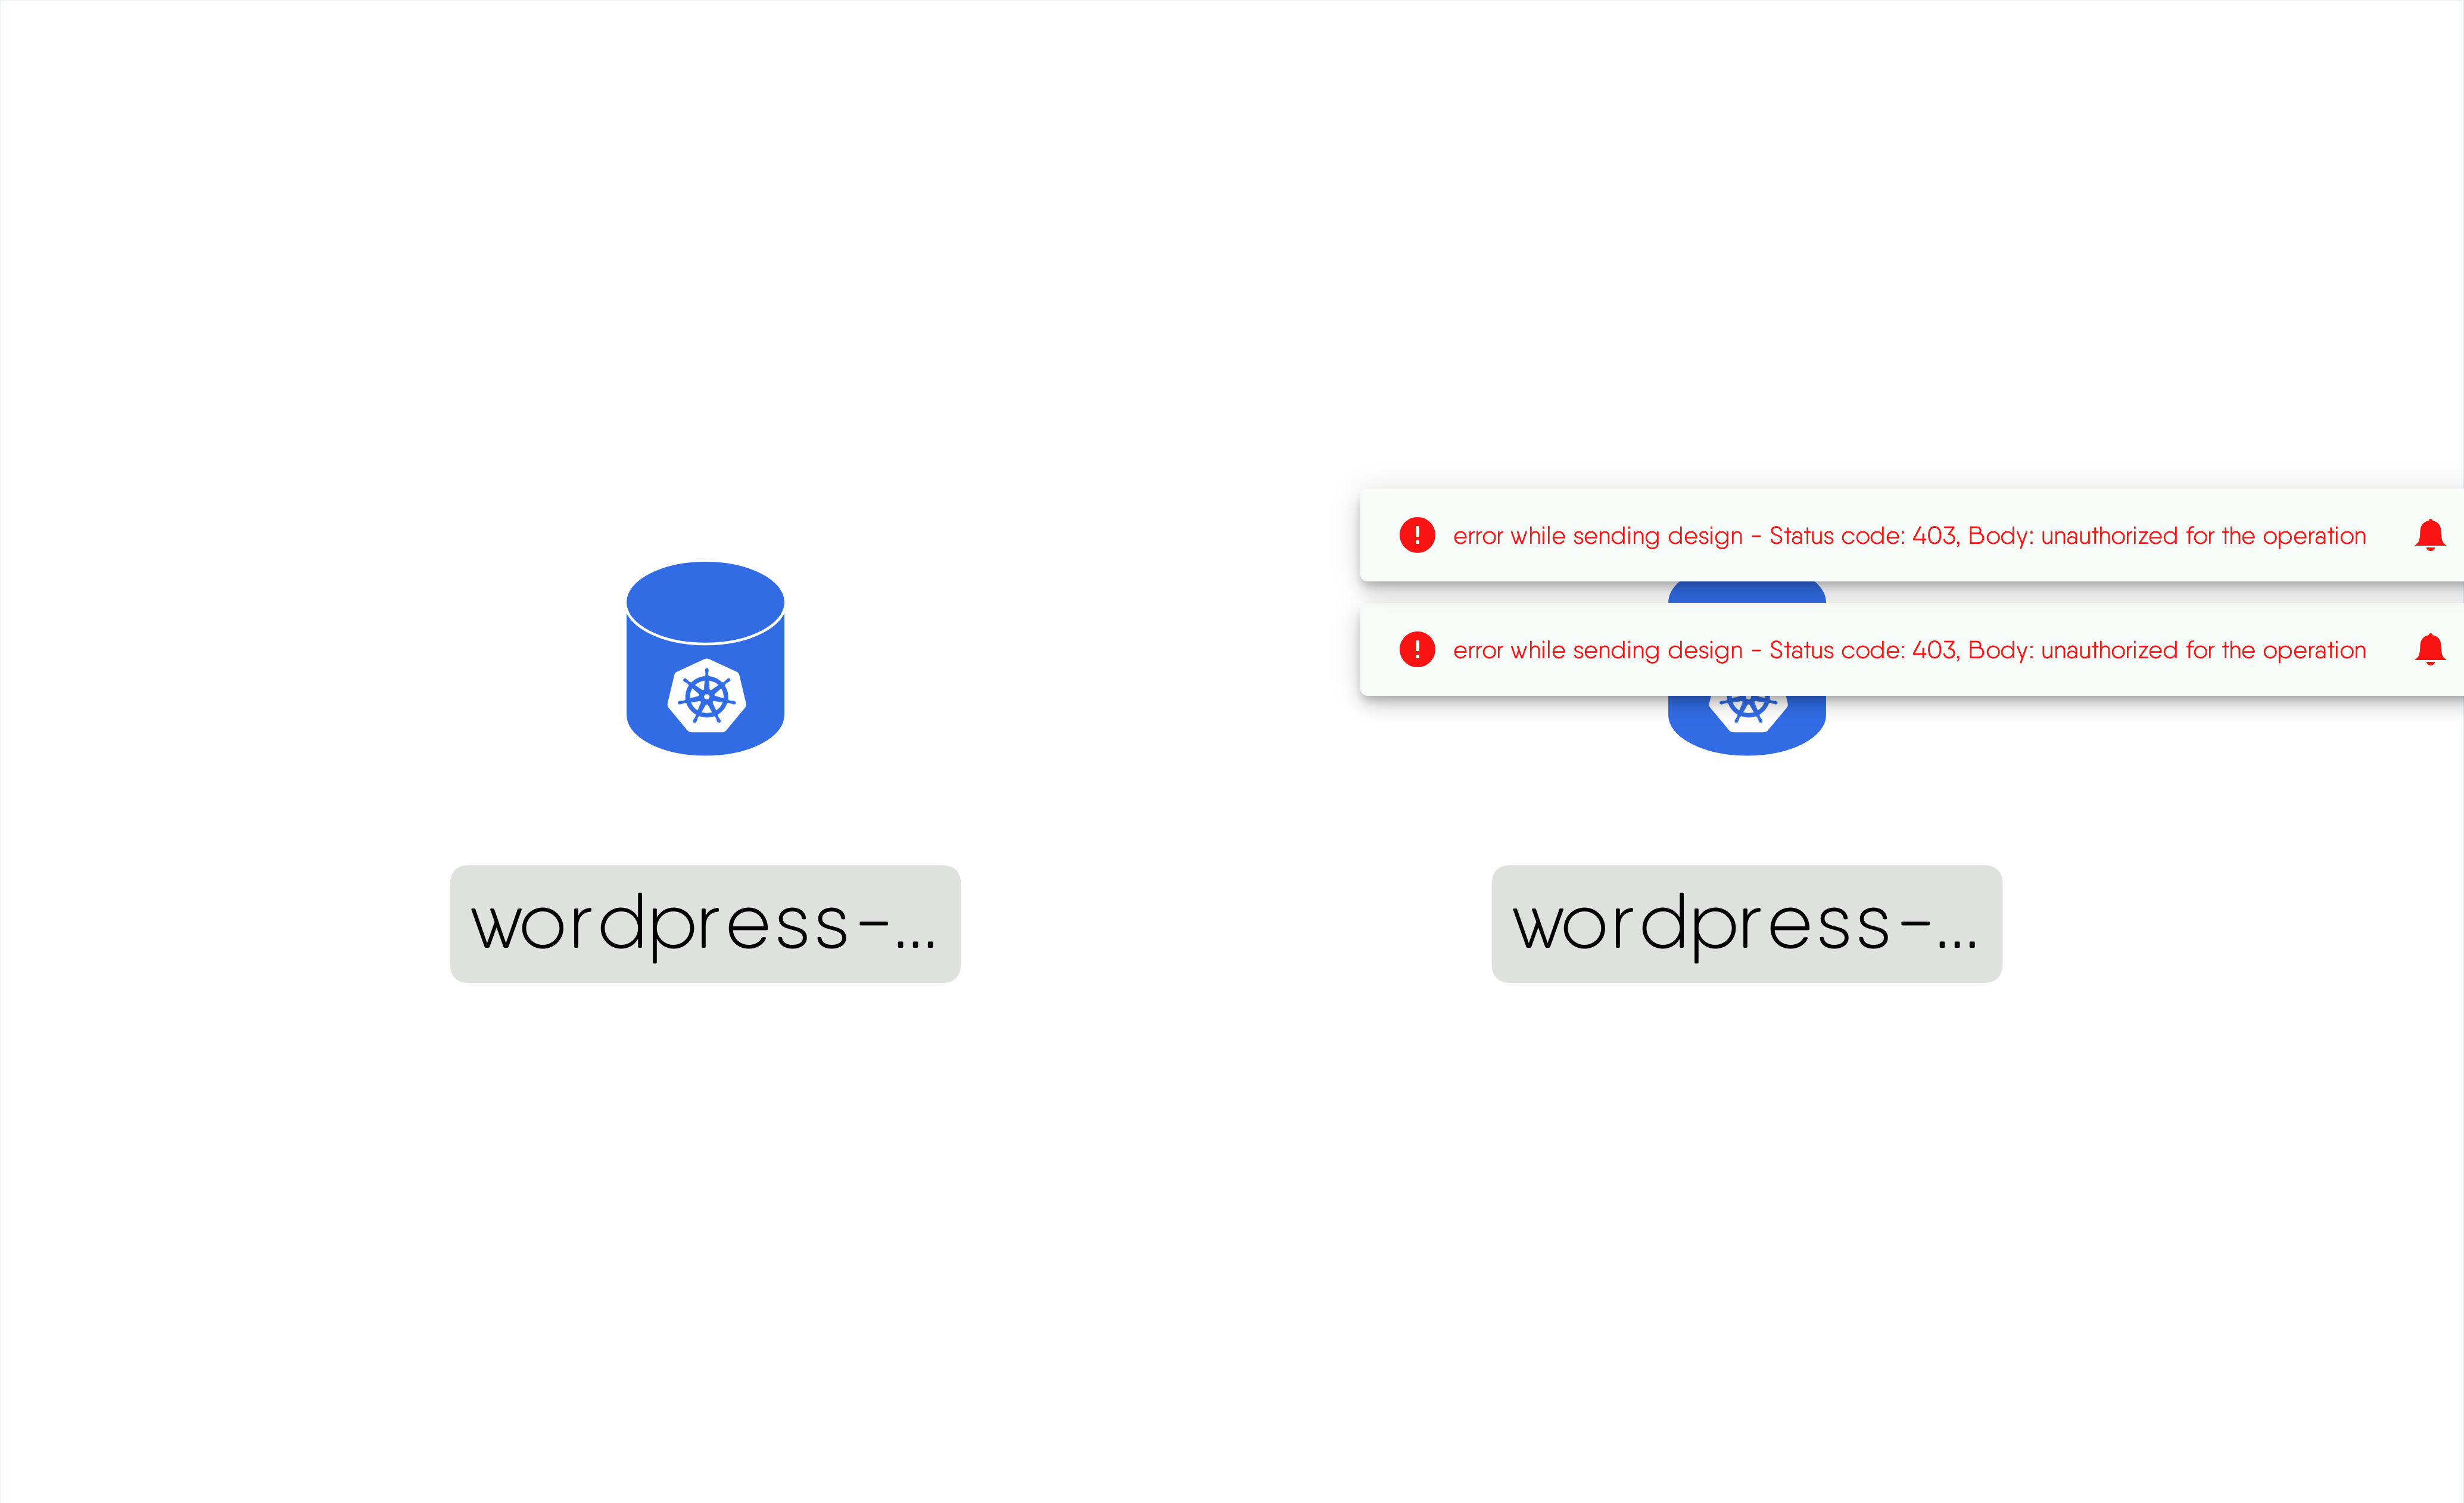 error while sending design - Status code: 403, Body: unauthorized for the operation
error while sending design - Status code: 403, Body: unauthorized for the operation
wordpress-...
wordpress-...